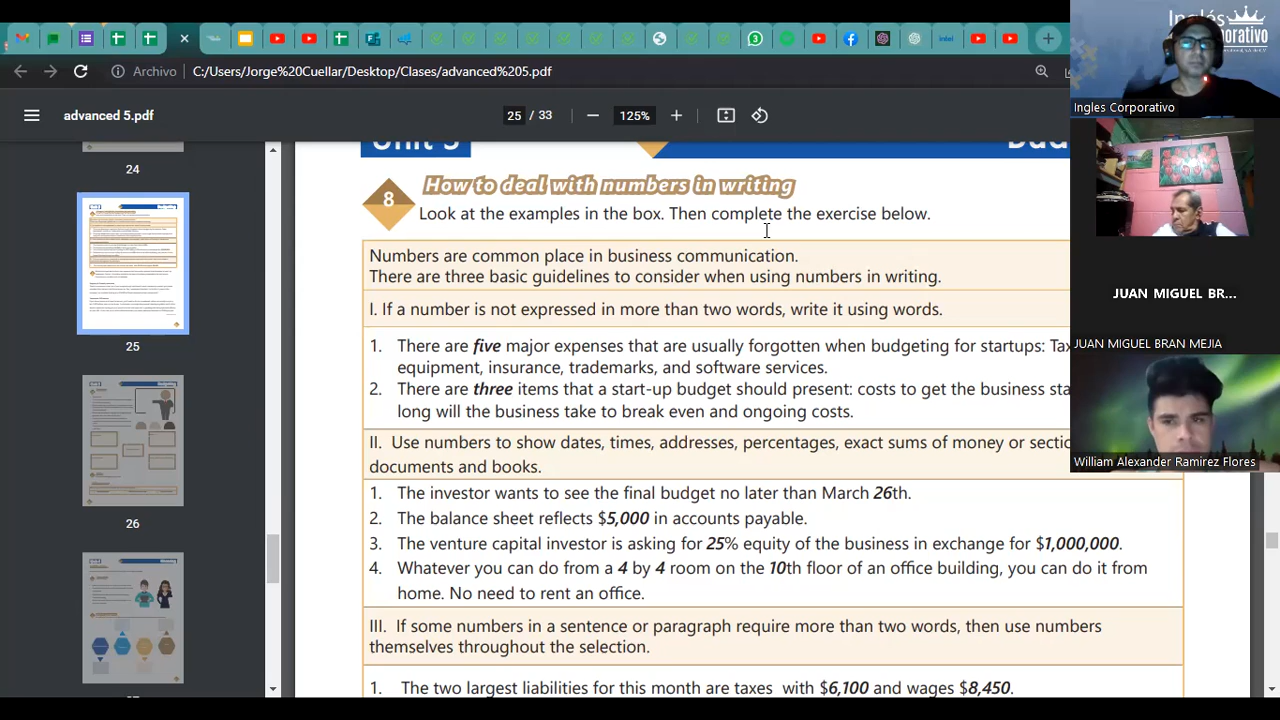 Archivo
C:/Users/Jorge%20Cuellar/Desktop/Clases/advanced%205.pdf
advanced 5.pdf
25 / 33
125%
24
25
26
8
How to deal with numbers in writing
Look at the examples in the box. Then complete the exercise below.
Numbers are common place in business communication.
There are three basic guidelines to consider when using numbers in writing.
I. If a number is not expressed in more than two words, write it using words.
1. There are five major expenses that are usually forgotten when budgeting for startups:
equipment, insurance, trademarks, and software services.
2. There are three items that a start-up budget should present: costs to get the business
long will the business take to break even and ongoing costs.
II. Use numbers to show dates, times, addresses, percentages, exact sums of money or
documents and books.
1. The investor wants to see the final budget no later than March 26th.
2. The balance sheet reflects $5,000 in accounts payable.
3. The venture capital investor is asking for 25% equity of the business in exchange for $1,000,000.
4. Whatever you can do from a 4 by 4 room on the 10th floor of an office building, you can do it from
home. No need to rent an office.
III. If some numbers in a sentence or paragraph require more than two words, then use numbers
themselves throughout the selection.
1. The two largest liabilities for this month are taxes with $6,100 and wages $8,450.
Inglés
Ingles Corporativo
JUAN MIGUEL BR...
JUAN MIGUEL BRAN MEJIA
William Alexander Ramirez Flores